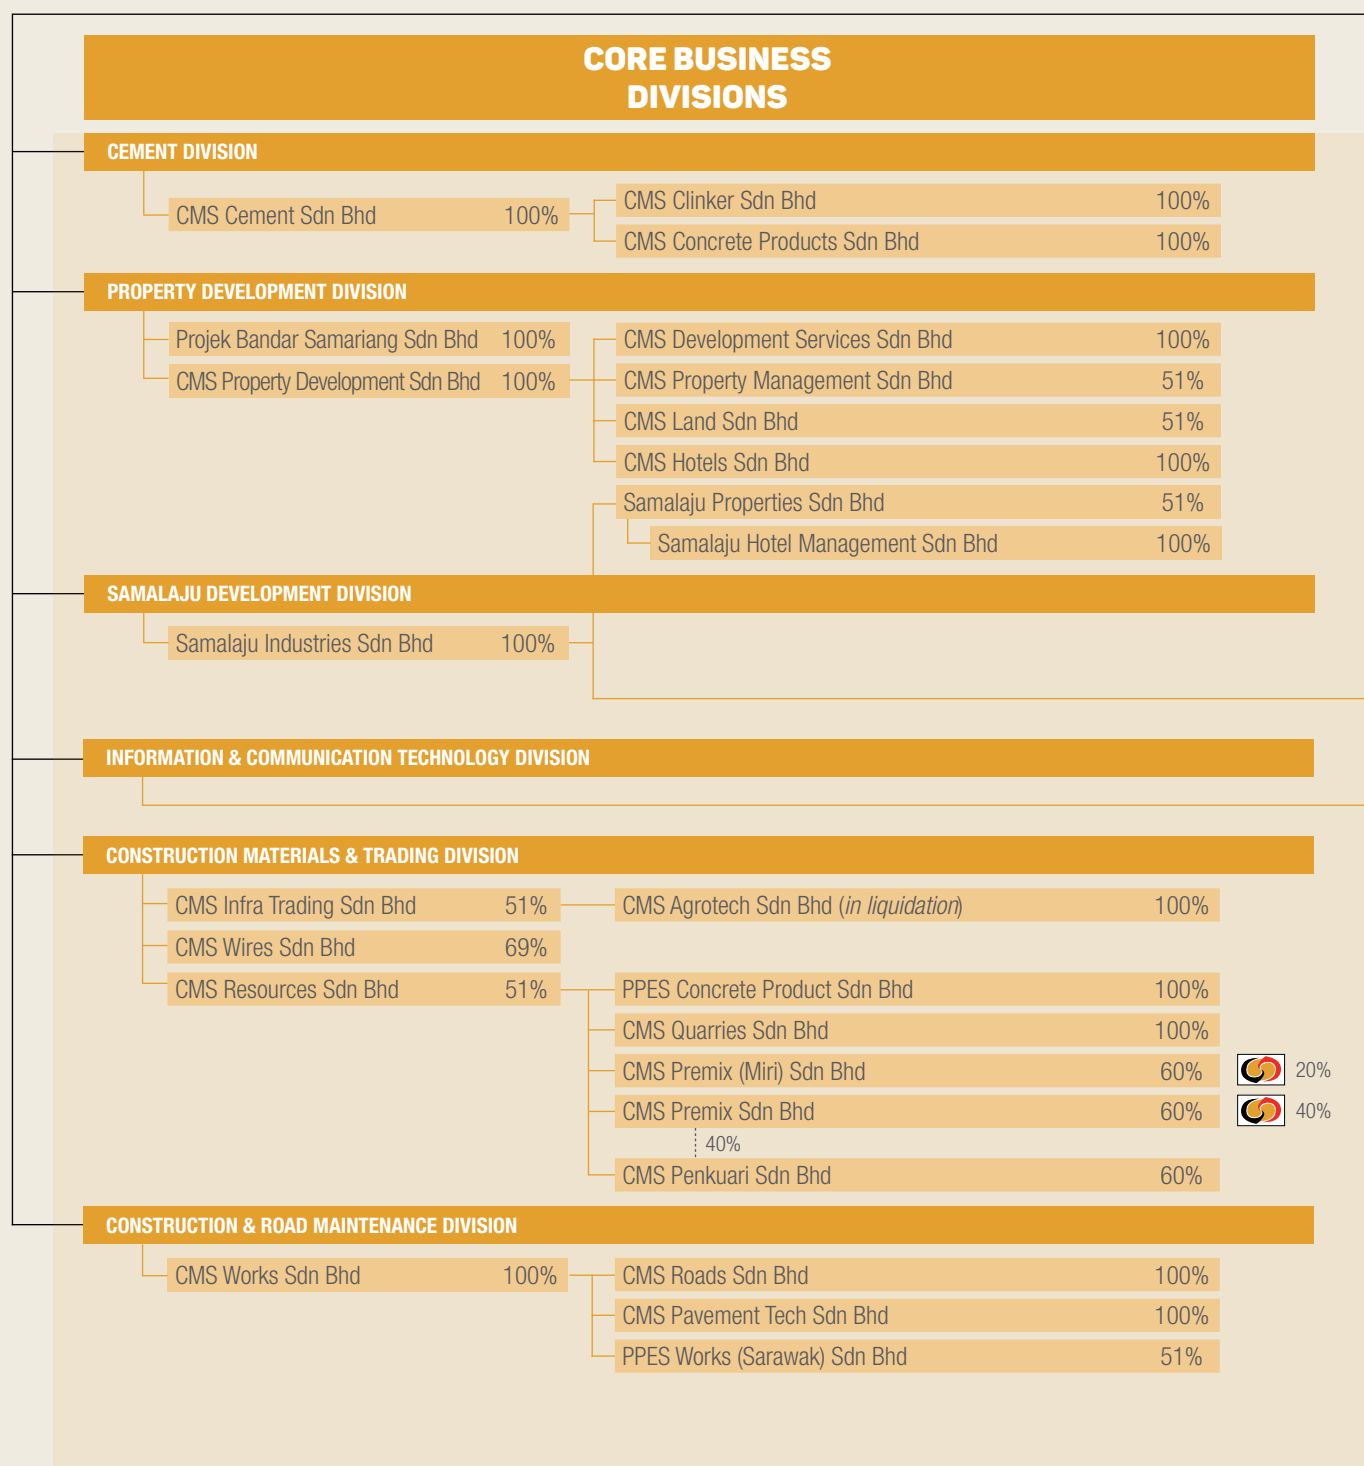 CORE BUSINESS
DIVISIONS
CEMENT DIVISION
CMS Cement Sdn Bhd 100%
CMS Clinker Sdn Bhd 100%
CMS Concrete Products Sdn Bhd 100%
PROPERTY DEVELOPMENT DIVISION
Projek Bandar Samariang Sdn Bhd 100%
CMS Property Development Sdn Bhd 100%
CMS Development Services Sdn Bhd 100%
CMS Property Management Sdn Bhd 51%
CMS Land Sdn Bhd 51%
CMS Hotels Sdn Bhd 100%
Samalaju Properties Sdn Bhd 51%
Samalaju Hotel Management Sdn Bhd 100%
SAMALAJU DEVELOPMENT DIVISION
Samalaju Industries Sdn Bhd 100%
INFORMATION & COMMUNICATION TECHNOLOGY DIVISION
CONSTRUCTION MATERIALS & TRADING DIVISION
CMS Infra Trading Sdn Bhd 51%
CMS Agrotech Sdn Bhd (in liquidation) 100%
CMS Wires Sdn Bhd 69%
CMS Resources Sdn Bhd 51%
PPES Concrete Product Sdn Bhd 100%
CMS Quarries Sdn Bhd 100%
CMS Premix (Miri) Sdn Bhd 60% 20%
CMS Premix Sdn Bhd 60% 40%
40%
CMS Penkuari Sdn Bhd 60%
CONSTRUCTION & ROAD MAINTENANCE DIVISION
CMS Works Sdn Bhd 100%
CMS Roads Sdn Bhd 100%
CMS Pavement Tech Sdn Bhd 100%
PPES Works (Sarawak) Sdn Bhd 51%